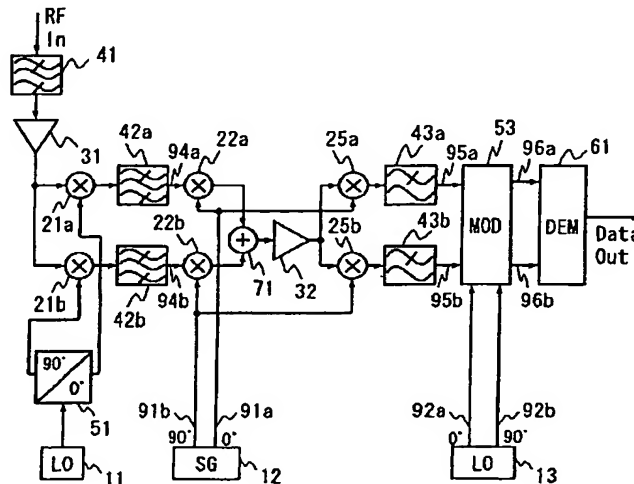 RF
In
41
31
42a
94a
22a
25a
43a
95a
53
96a
61
21a
22b
25b
43b
MOD
DEM
Data
Out
21b
42b
94b
71
32
95b
96b
90°
0°
51
91b
91a
90°
0°
92a
92b
0°
90°
LO
11
SG
12
LO
13